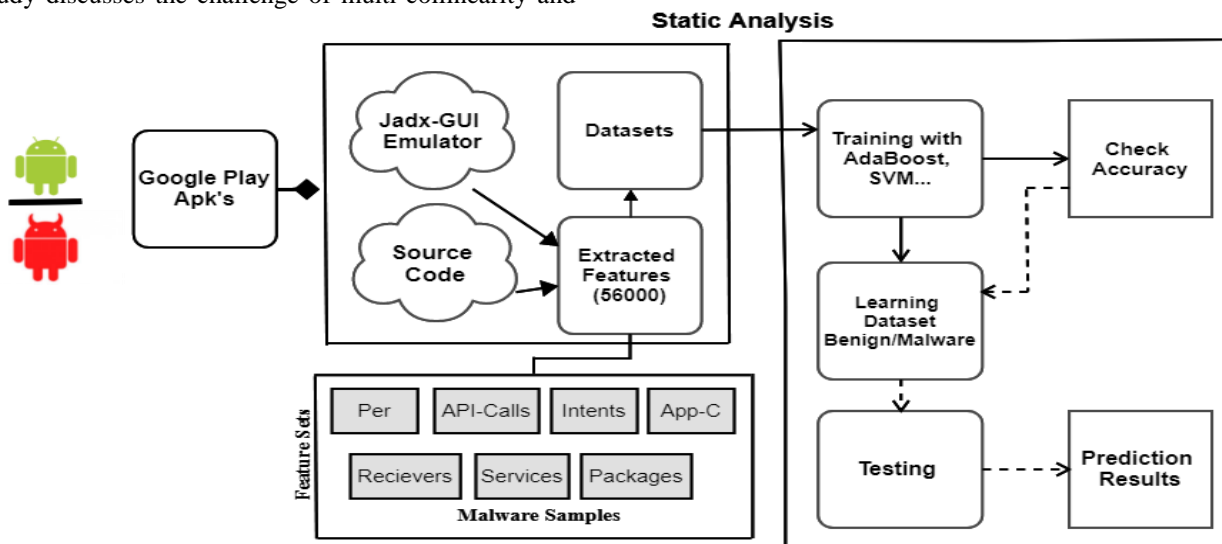 udy discusses the challenge of multi collinearity and
Static Analysis
Google Play
Apk's
Jadx-GUI
Emulator
Source
Code
Datasets
Extracted
Features
(56000)
Training with
AdaBoost,
SVM...
Check
Accuracy
Learning
Dataset
Benign/Malware
Testing
Prediction
Results
Feature Sets
Per
API-Calls
Intents
App-C
Recievers
Services
Packages
Malware Samples